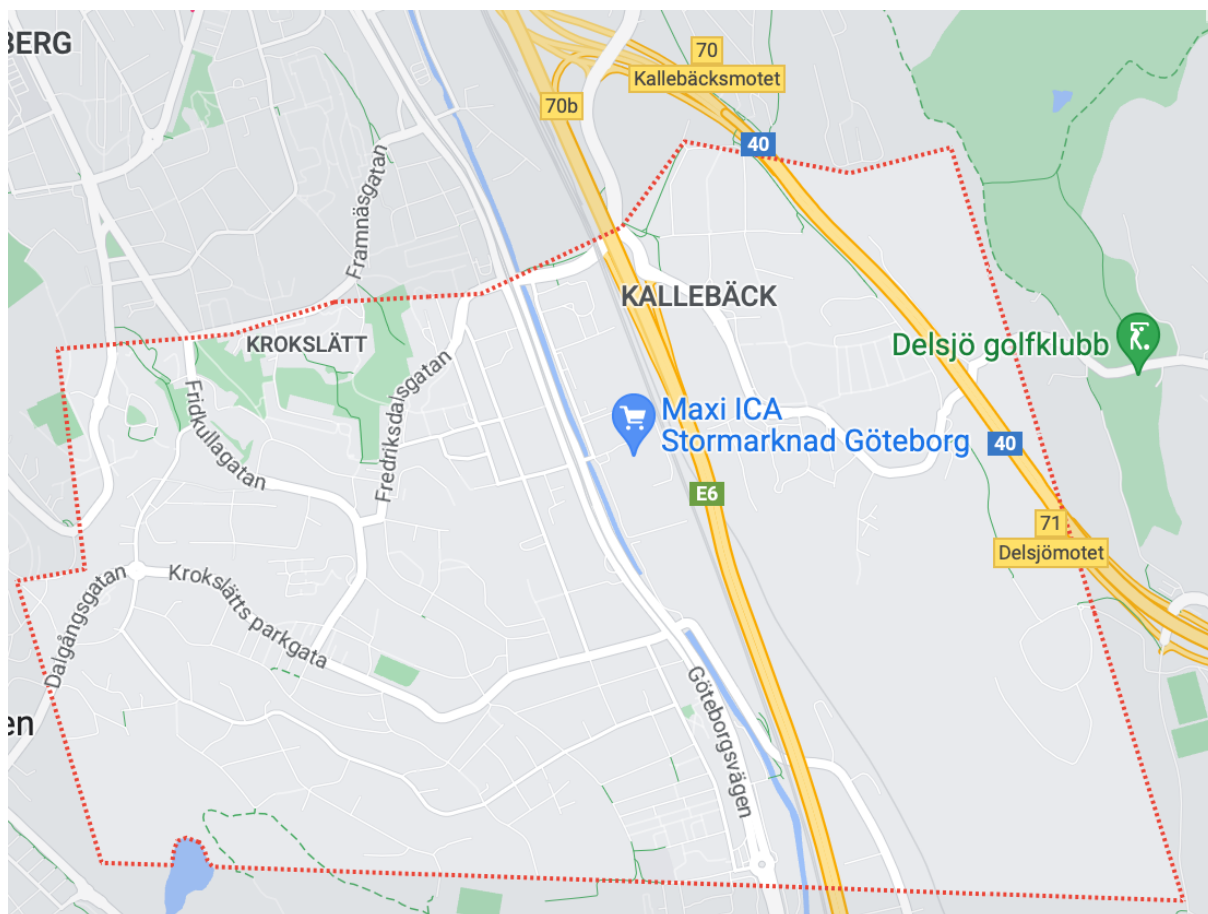 BERG
70
Kallebäcksmotet
70b
40
Framnäsgatan
KALLEBÄCK
KROKSLÄTT
Delsjö golfklubb
Fridkullagatan
Fredriksdalsgatan
Maxi ICA
Stormarknad Göteborg
40
E6
71
Delsjömotet
Dalgångsgatan
Krokslätts parkgata
Göteborgsvägen
en